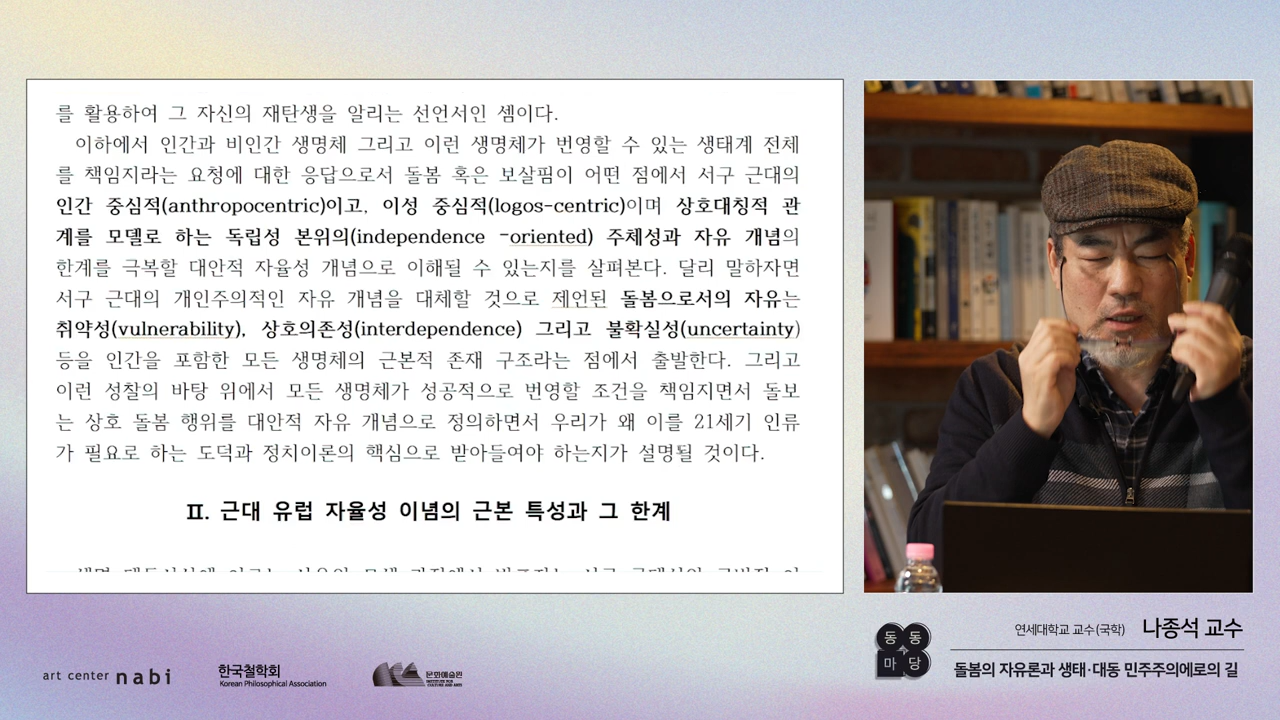 를 활용하여 그 자신의 재탄생을 알리는 선언서인 셈이다.
이하에서 인간과 비인간 생명체 그리고 이런 생명체가 번영할 수 있는 생태계 전체
를 책임지라는 요청에 대한 응답으로서 돌봄 혹은 보살핌이 어떤 점에서 서구 근대의
인간 중심적(anthropocentric)이고, 이성 중심적(logos-centric)이며 상호대칭적 관
계를 모델로 하는 독립성 본위의(independence -oriented) 주체성과 자유 개념의
한계를 극복할 대안적 자율성 개념으로 이해될 수 있는지를 살펴본다. 달리 말하자면
서구 근대의 개인주의적인 자유 개념을 대체할 것으로 제언된 돌봄으로서의 자유는
취약성(vulnerability), 상호의존성(interdependence) 그리고 불확실성(uncertainty)
등을 인간을 포함한 모든 생명체의 근본적 존재 구조라는 점에서 출발한다. 그리고
이런 성찰의 바탕 위에서 모든 생명체가 성공적으로 번영할 조건을 책임지면서 돌보
는 상호 돌봄 행위를 대안적 자유 개념으로 정의하면서 우리가 왜 이를 21세기 인류
가 필요로 하는 도덕과 정치이론의 핵심으로 받아들여야 하는지가 설명될 것이다.
Ⅱ. 근대 유럽 자율성 이념의 근본 특성과 그 한계
동동마당
연세대학교 교수(국학) 나종석 교수
돌봄의 자유론과 생태·대동 민주주의에로의 길
art center nabi
한국철학회
Korean Philosophical Association
ICA 문화예술원
INSTITUTE FOR
CULTURE AND ARTS